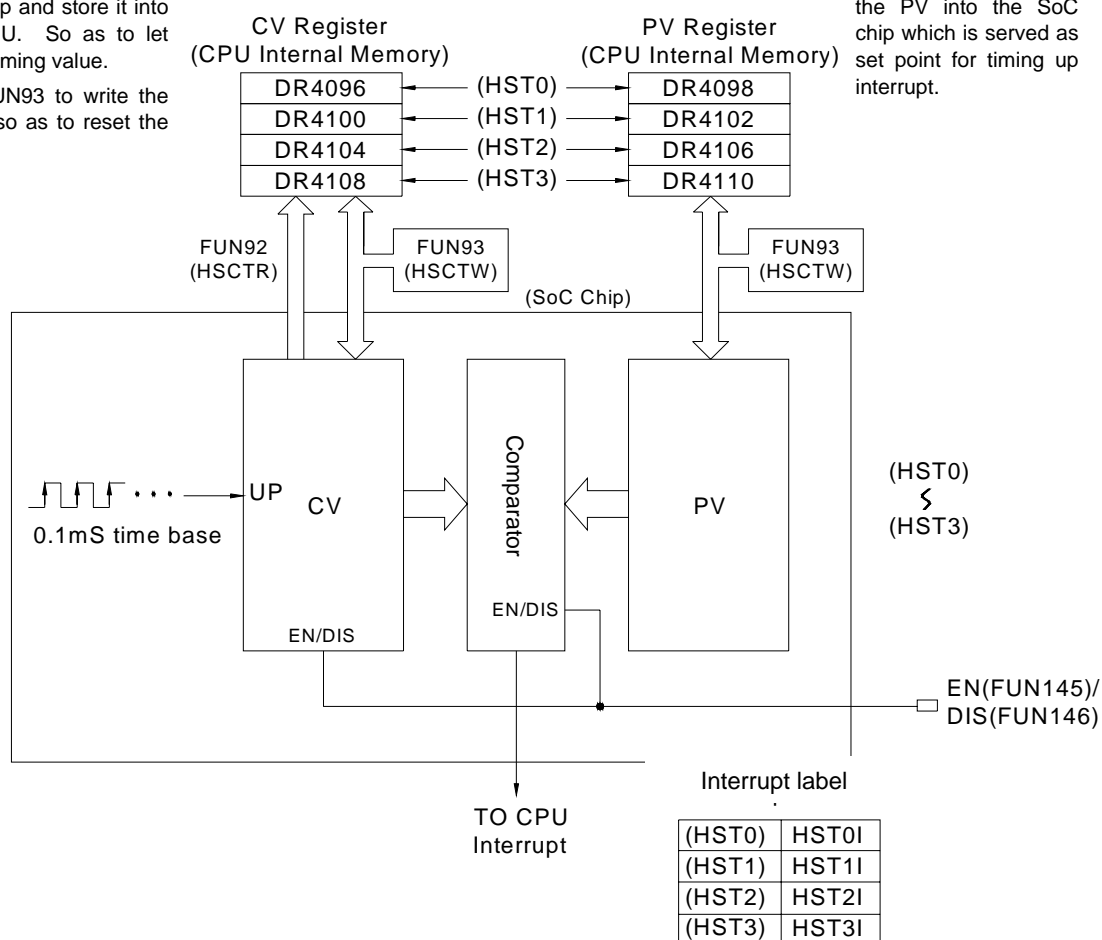 p and store it into
U. So as to let
ming value.
UN93 to write the
so as to reset the
the PV into the SoC
chip which is served as
set point for timing up
interrupt.
CV Register
(CPU Internal Memory)
PV Register
(CPU Internal Memory)
DR4096 (HST0) DR4098
DR4100 (HST1) DR4102
DR4104 (HST2) DR4106
DR4108 (HST3) DR4110
FUN92
(HSCTR)
FUN93
(HSCTW)
FUN93
(HSCTW)
(SoC Chip)
0.1mS time base
UP
CV
EN/DIS
Comparator
EN/DIS
PV
(HST0)
(HST3)
EN(FUN145)/
DIS(FUN146)
TO CPU
Interrupt
Interrupt label
(HST0) HST0I
(HST1) HST1I
(HST2) HST2I
(HST3) HST3I